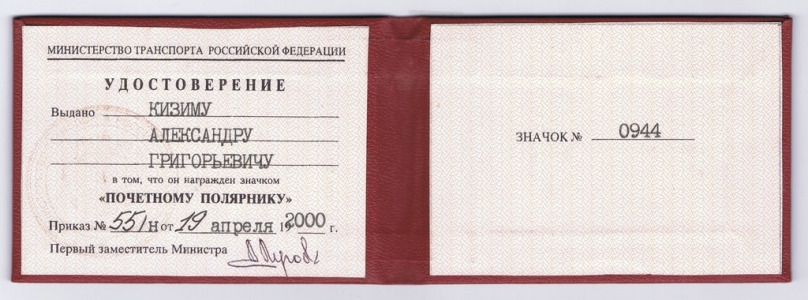 МИНИСТЕРСТВО ТРАНСПОРТА РОССИЙСКОЙ ФЕДЕРАЦИИ
УДОСТОВЕРЕНИЕ
Выдано КИЗИМУ
АЛЕКСАНДРУ
ГРИГОРЬЕВИЧУ
в том, что он награжден значком
«ПОЧЕТНОМУ ПОЛЯРНИКУ»
Приказ № 55/н от 19 апреля 2000 г.
Первый заместитель Министра
ЗНАЧОК № 0944